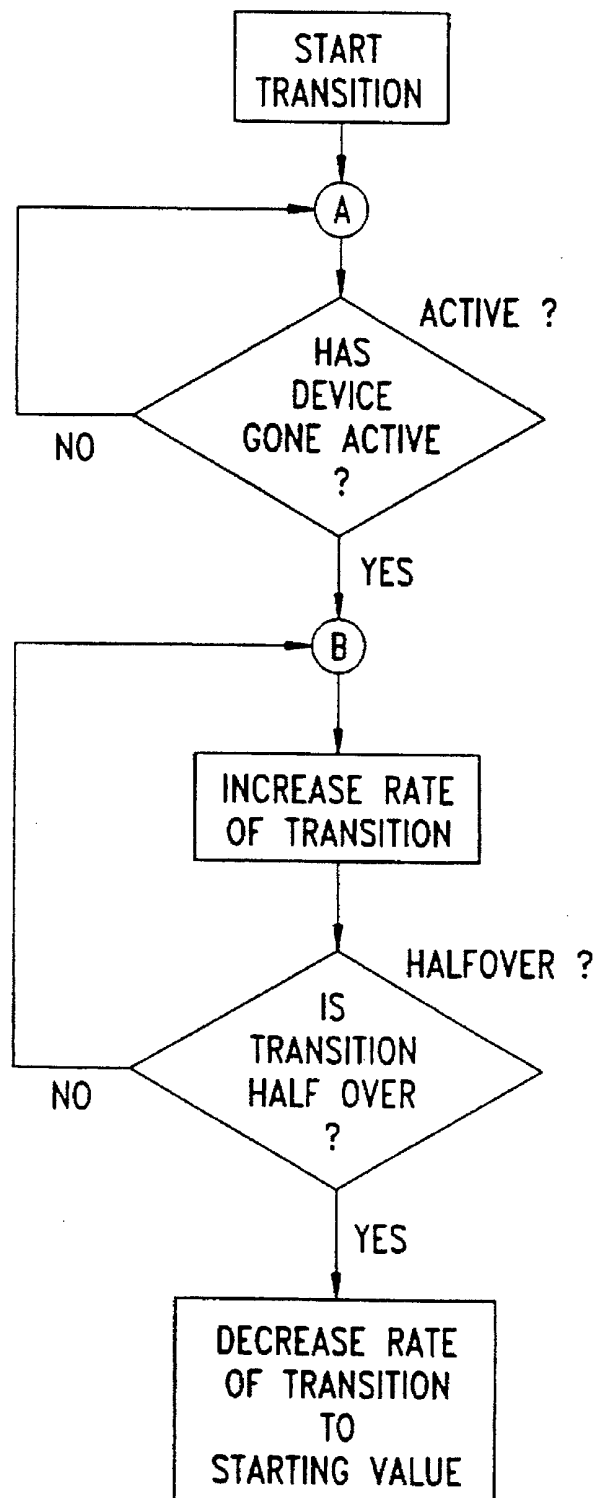 START
TRANSITION
A
ACTIVE ?
HAS
DEVICE
GONE ACTIVE
?
NO
YES
B
INCREASE RATE
OF TRANSITION
HALFOVER ?
IS
TRANSITION
HALF OVER
?
NO
YES
DECREASE RATE
OF TRANSITION
TO
STARTING VALUE